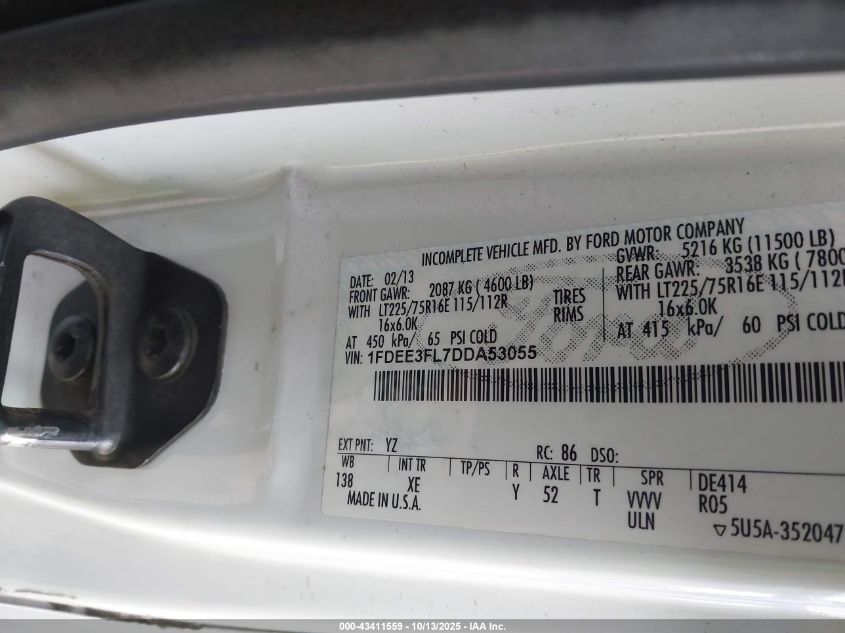 INCOMPLETE VEHICLE MFD. BY FORD MOTOR COMPANY
DATE: 02/13 GVWR: 5216 KG (11500 LB)
FRONT GAWR: 2087 KG ( 4600 LB) REAR GAWR: 3538 KG ( 7800
WITH LT225/75R16E 115/112R TIRES WITH LT225/75R16E 115/112R
16x6.0K RIMS 16x6.0K
AT 450 kPa/ 65 PSI COLD AT 415 kPa/ 60 PSI COLD
VIN: 1FDEE3FL7DDA53055
Ford
EXT PNT: YZ RC: 86 DSO:
WB INT TR TP/PS R AXLE TR SPR DE414
138 XE Y 52 T VVVV R05
MADE IN U.S.A. ULN
5U5A-352047
000-43411559 | 10/13/2025 - IAA Inc.